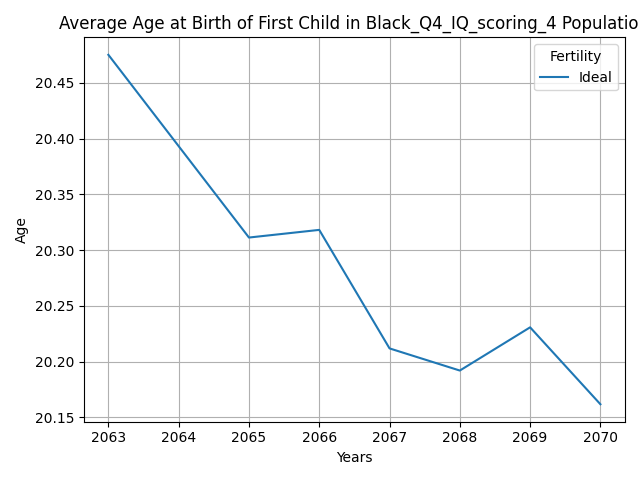 Average Age at Birth of First Child in Black_Q4_IQ_scoring_4 Populatio
Fertility
Ideal
20.45
20.40
20.35
20.30
20.25
20.20
20.15
Age
2063 2064 2065 2066 2067 2068 2069 2070
Years